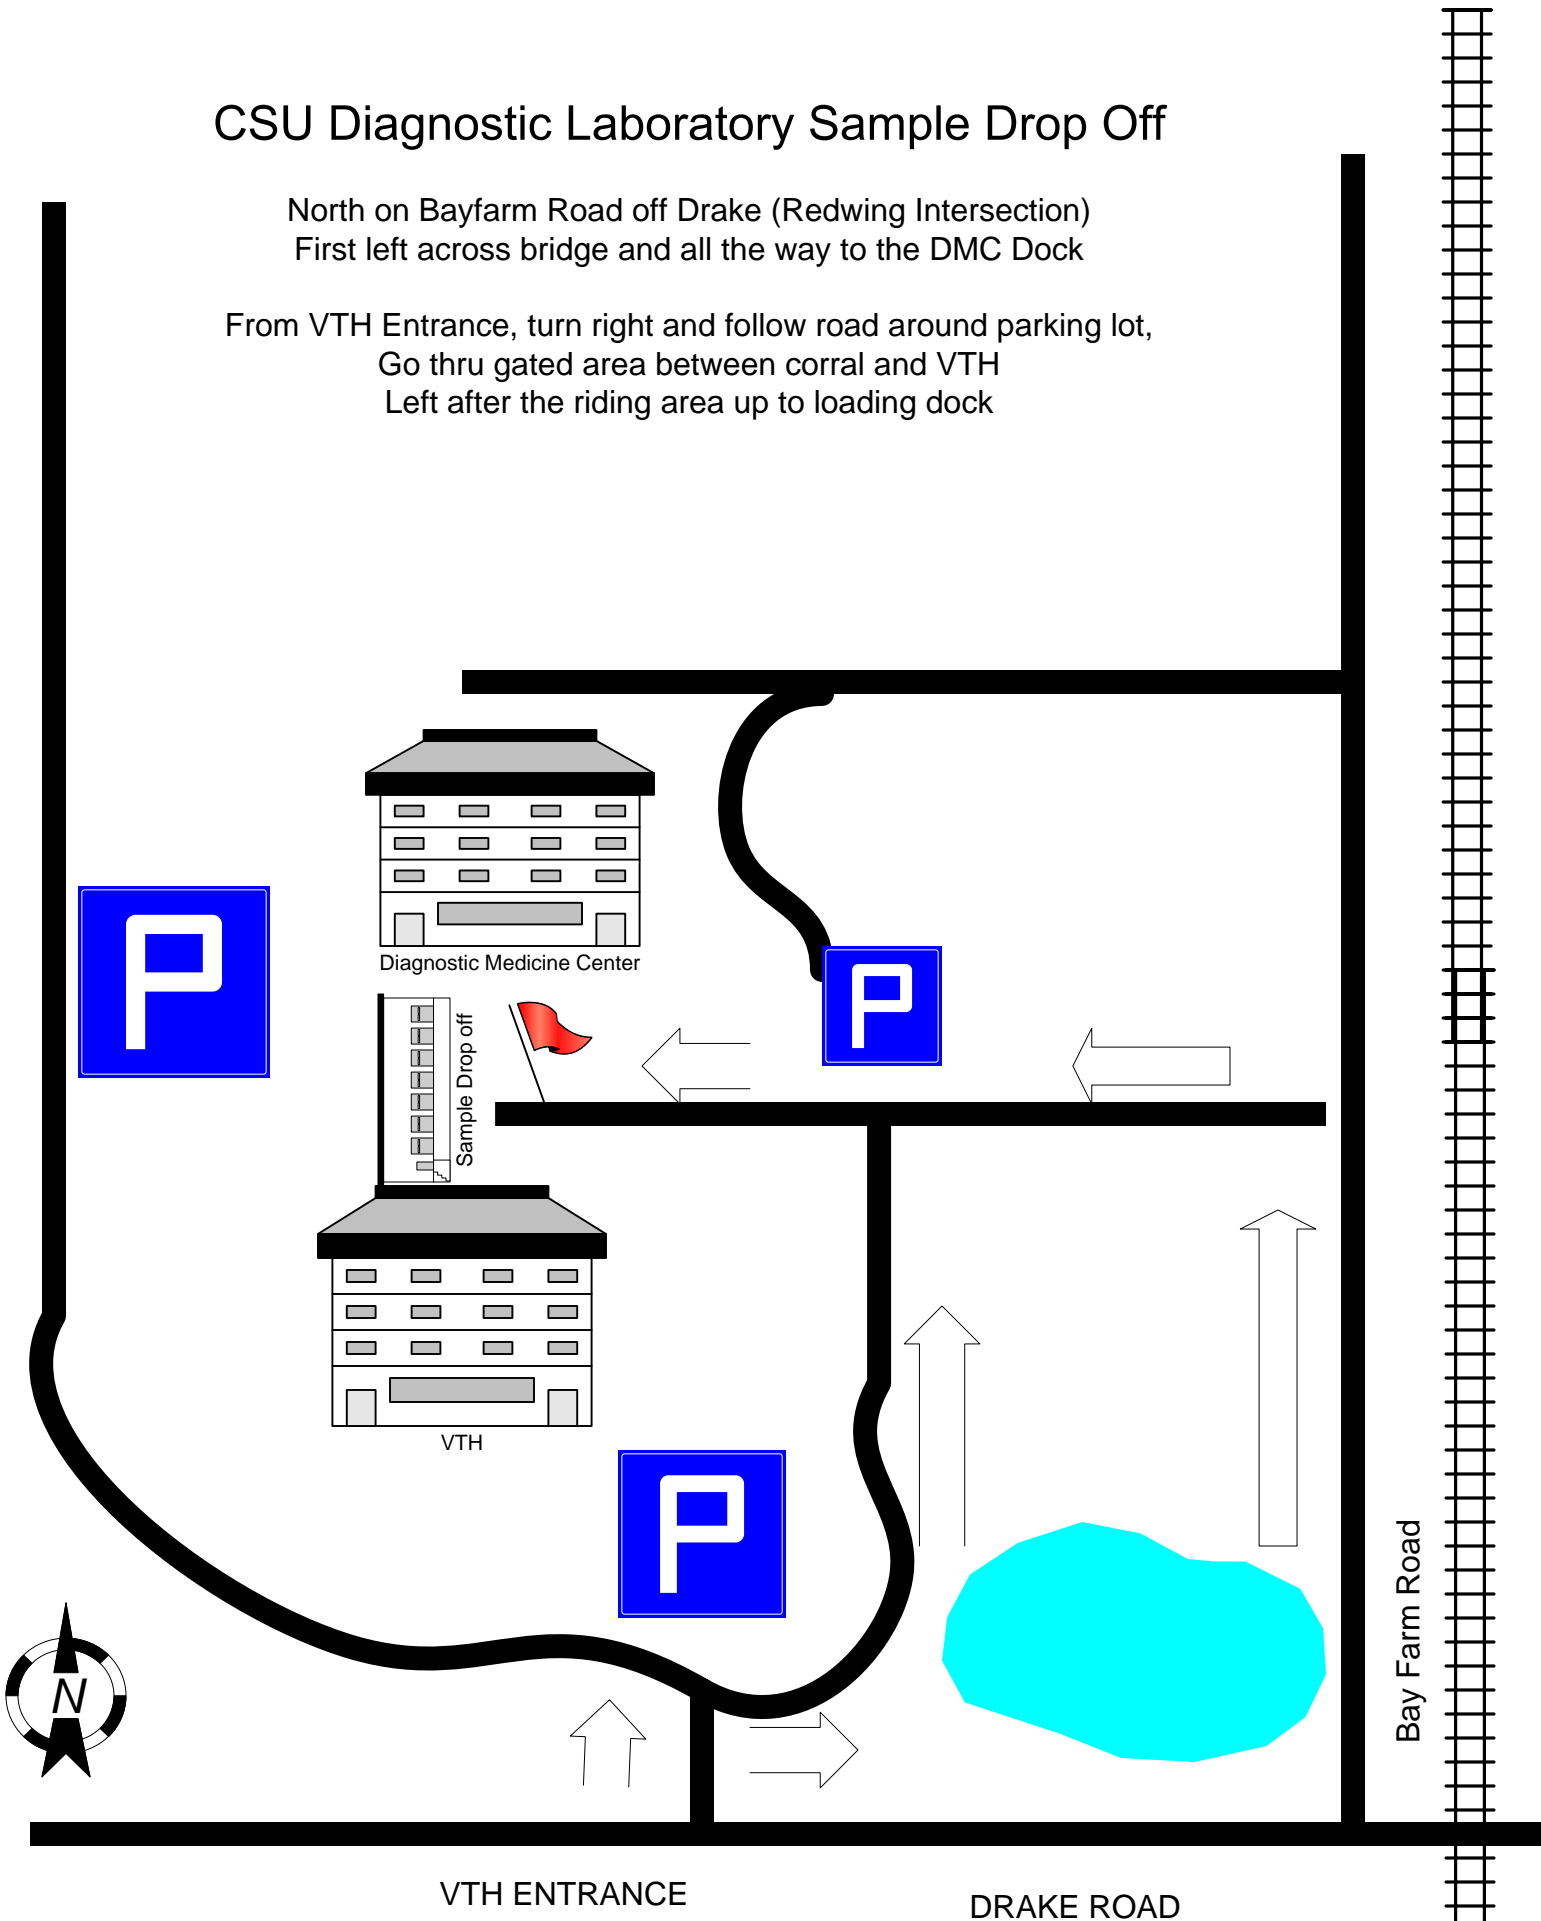 CSU Diagnostic Laboratory Sample Drop Off
North on Bayfarm Road off Drake (Redwing Intersection)
First left across bridge and all the way to the DMC Dock
From VTH Entrance, turn right and follow road around parking lot,
Go thru gated area between corral and VTH
Left after the riding area up to loading dock
Diagnostic Medicine Center
P
P
Sample Drop off
VTH
P
Bay Farm Road
N
VTH ENTRANCE
DRAKE ROAD